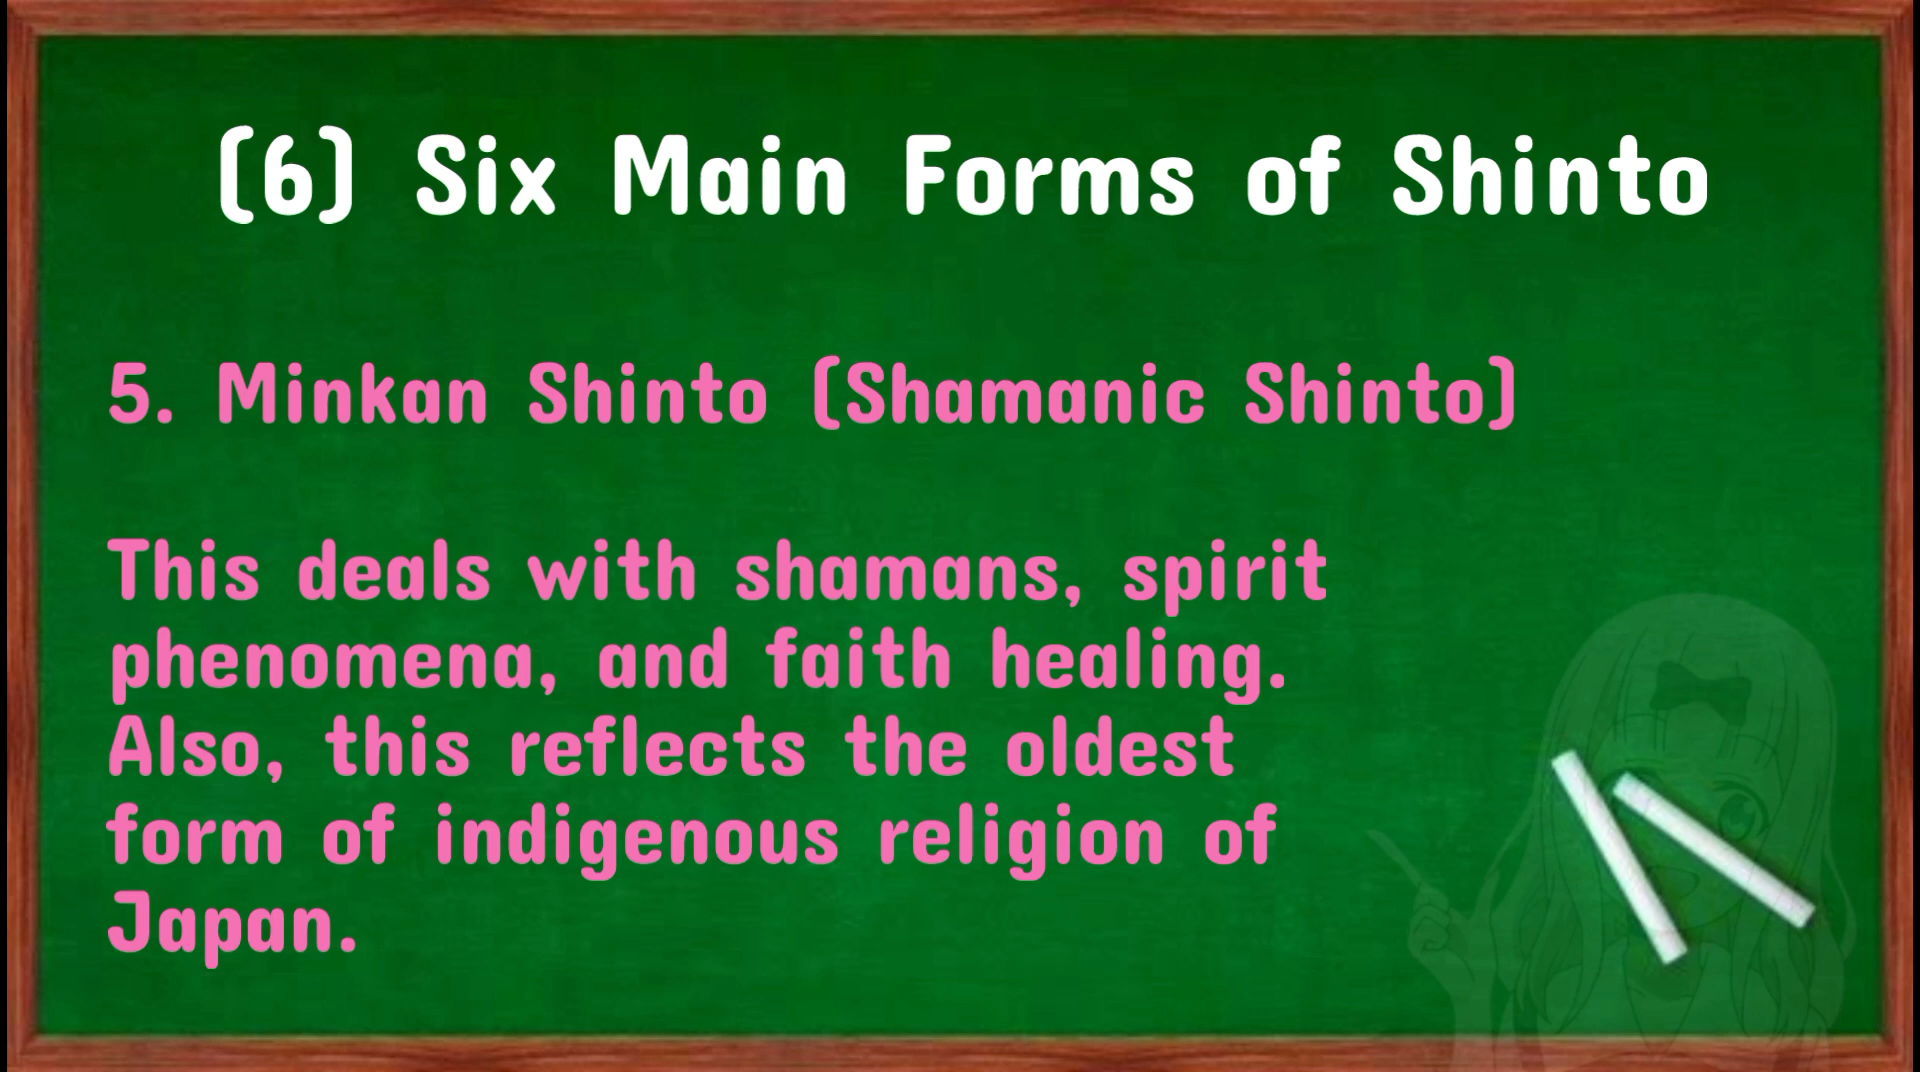 (6) Six Main Forms of Shinto
5. Minkan Shinto (Shamanic Shinto)
This deals with shamans, spirit
phenomena, and faith healing.
Also, this reflects the oldest
form of indigenous religion of
Japan.